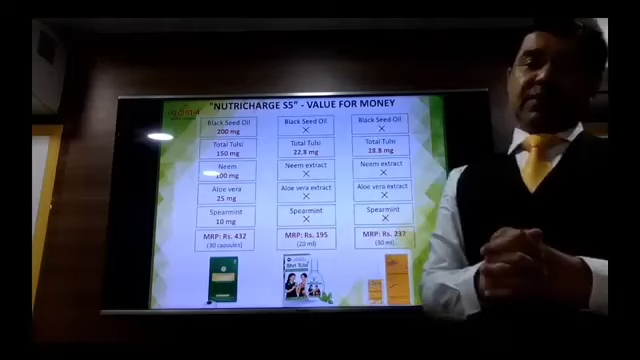 "NUTRICHARGE S5" - VALUE FOR MONEY
Black Seed Oil
200 mg
Total Tulsi
150 mg
Neem
100 mg
Aloe vera
25 mg
Spearmint
10 mg
MRP: Rs. 432
(30 capsules)
Black Seed Oil
X
Total Tulsi
22.8 mg
Neem extract
X
Aloe vera extract
X
Spearmint
X
MRP: Rs. 195
(20 ml)
Black Seed Oil
X
Total Tulsi
28.8 mg
Neem extract
X
Aloe vera extract
X
Spearmint
X
MRP: Rs. 237
(30 ml)